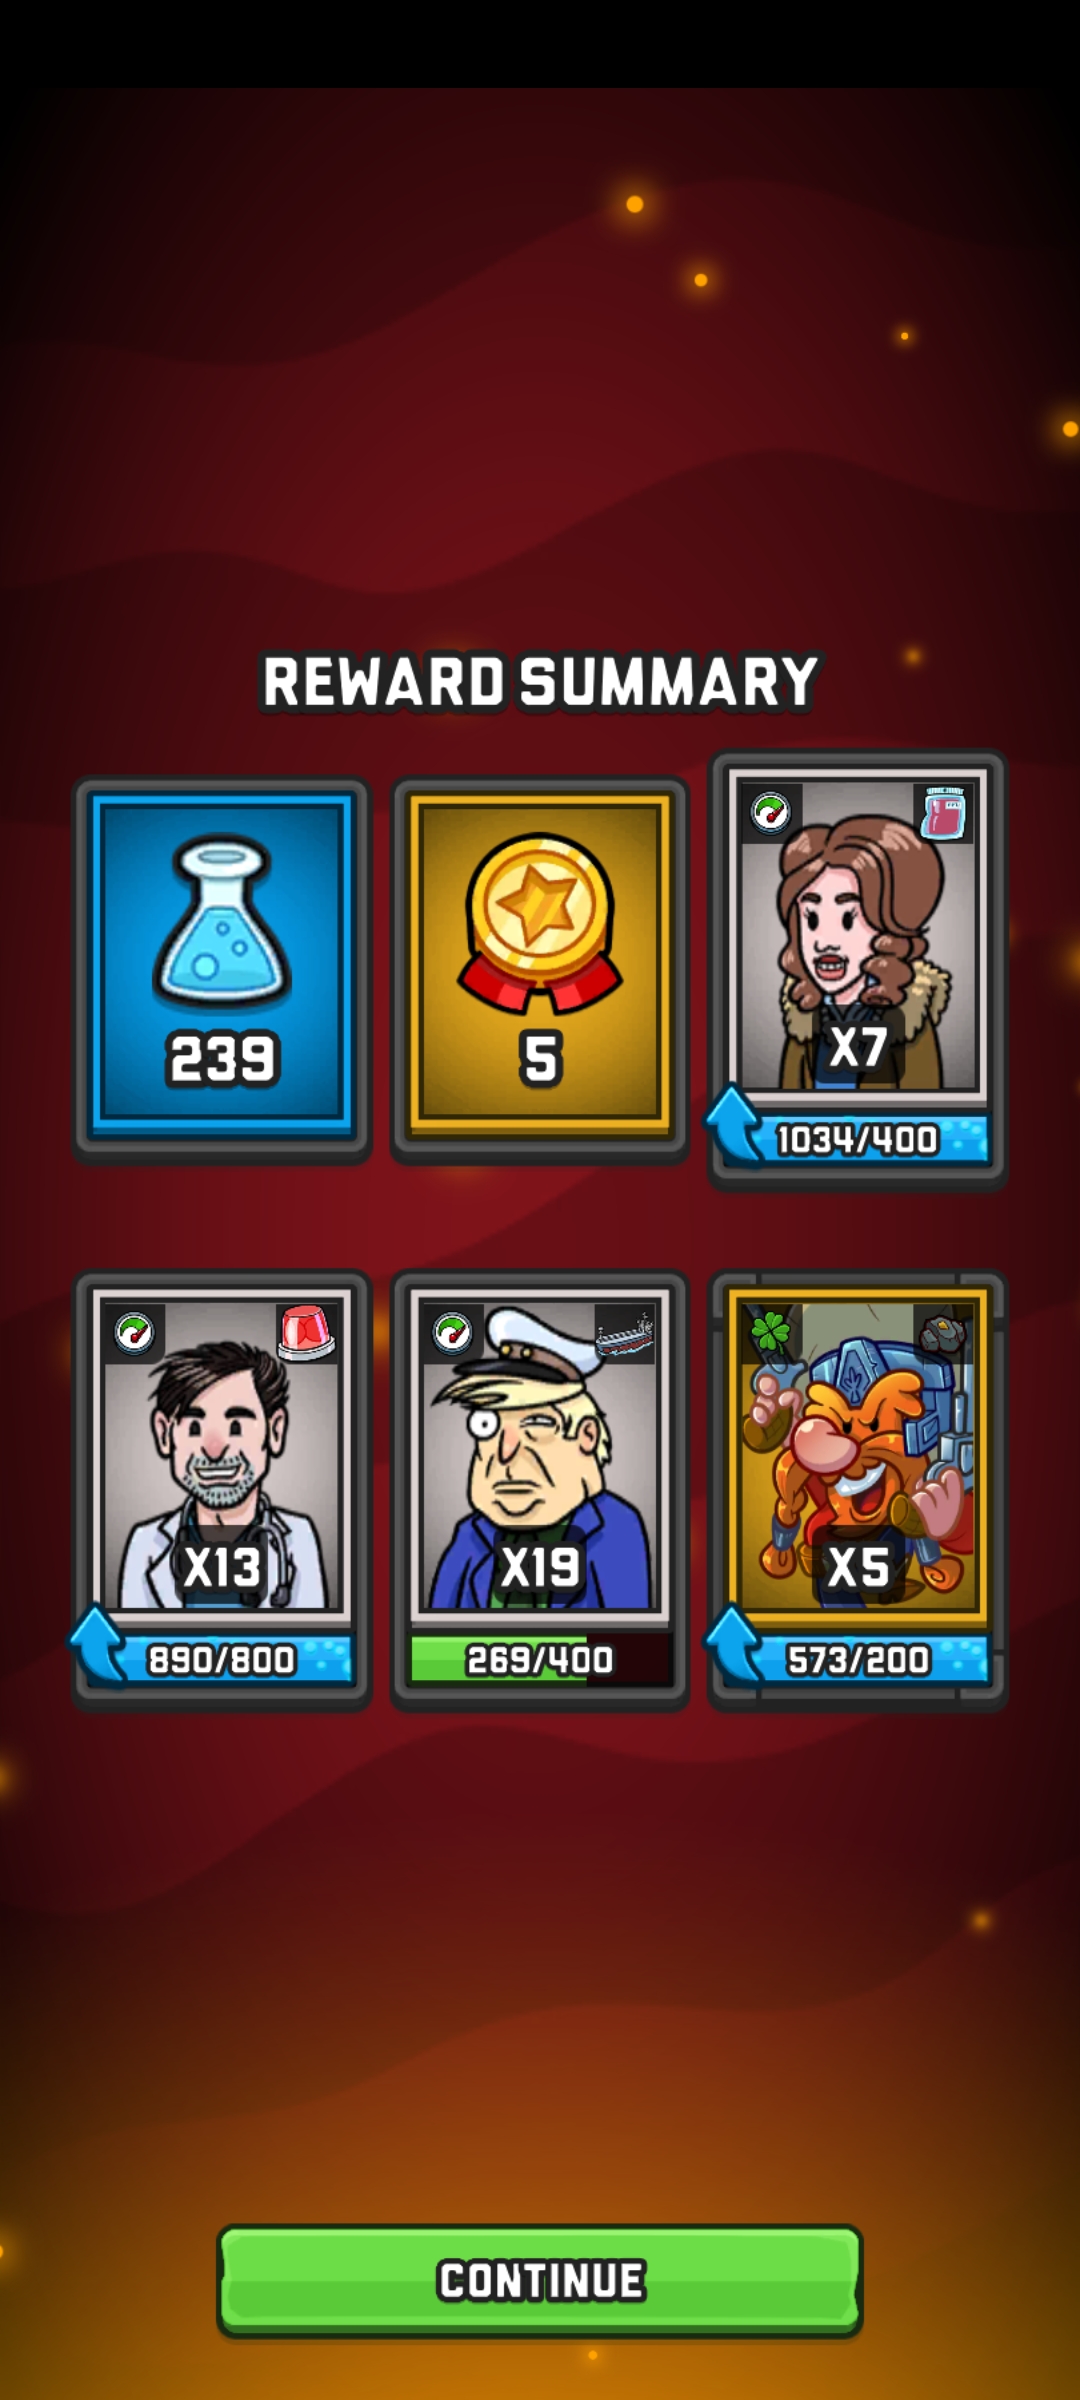 REWARD SUMMARY
239
5
X7
1034/400
X13
890/800
X19
269/400
X5
573/200
CONTINUE